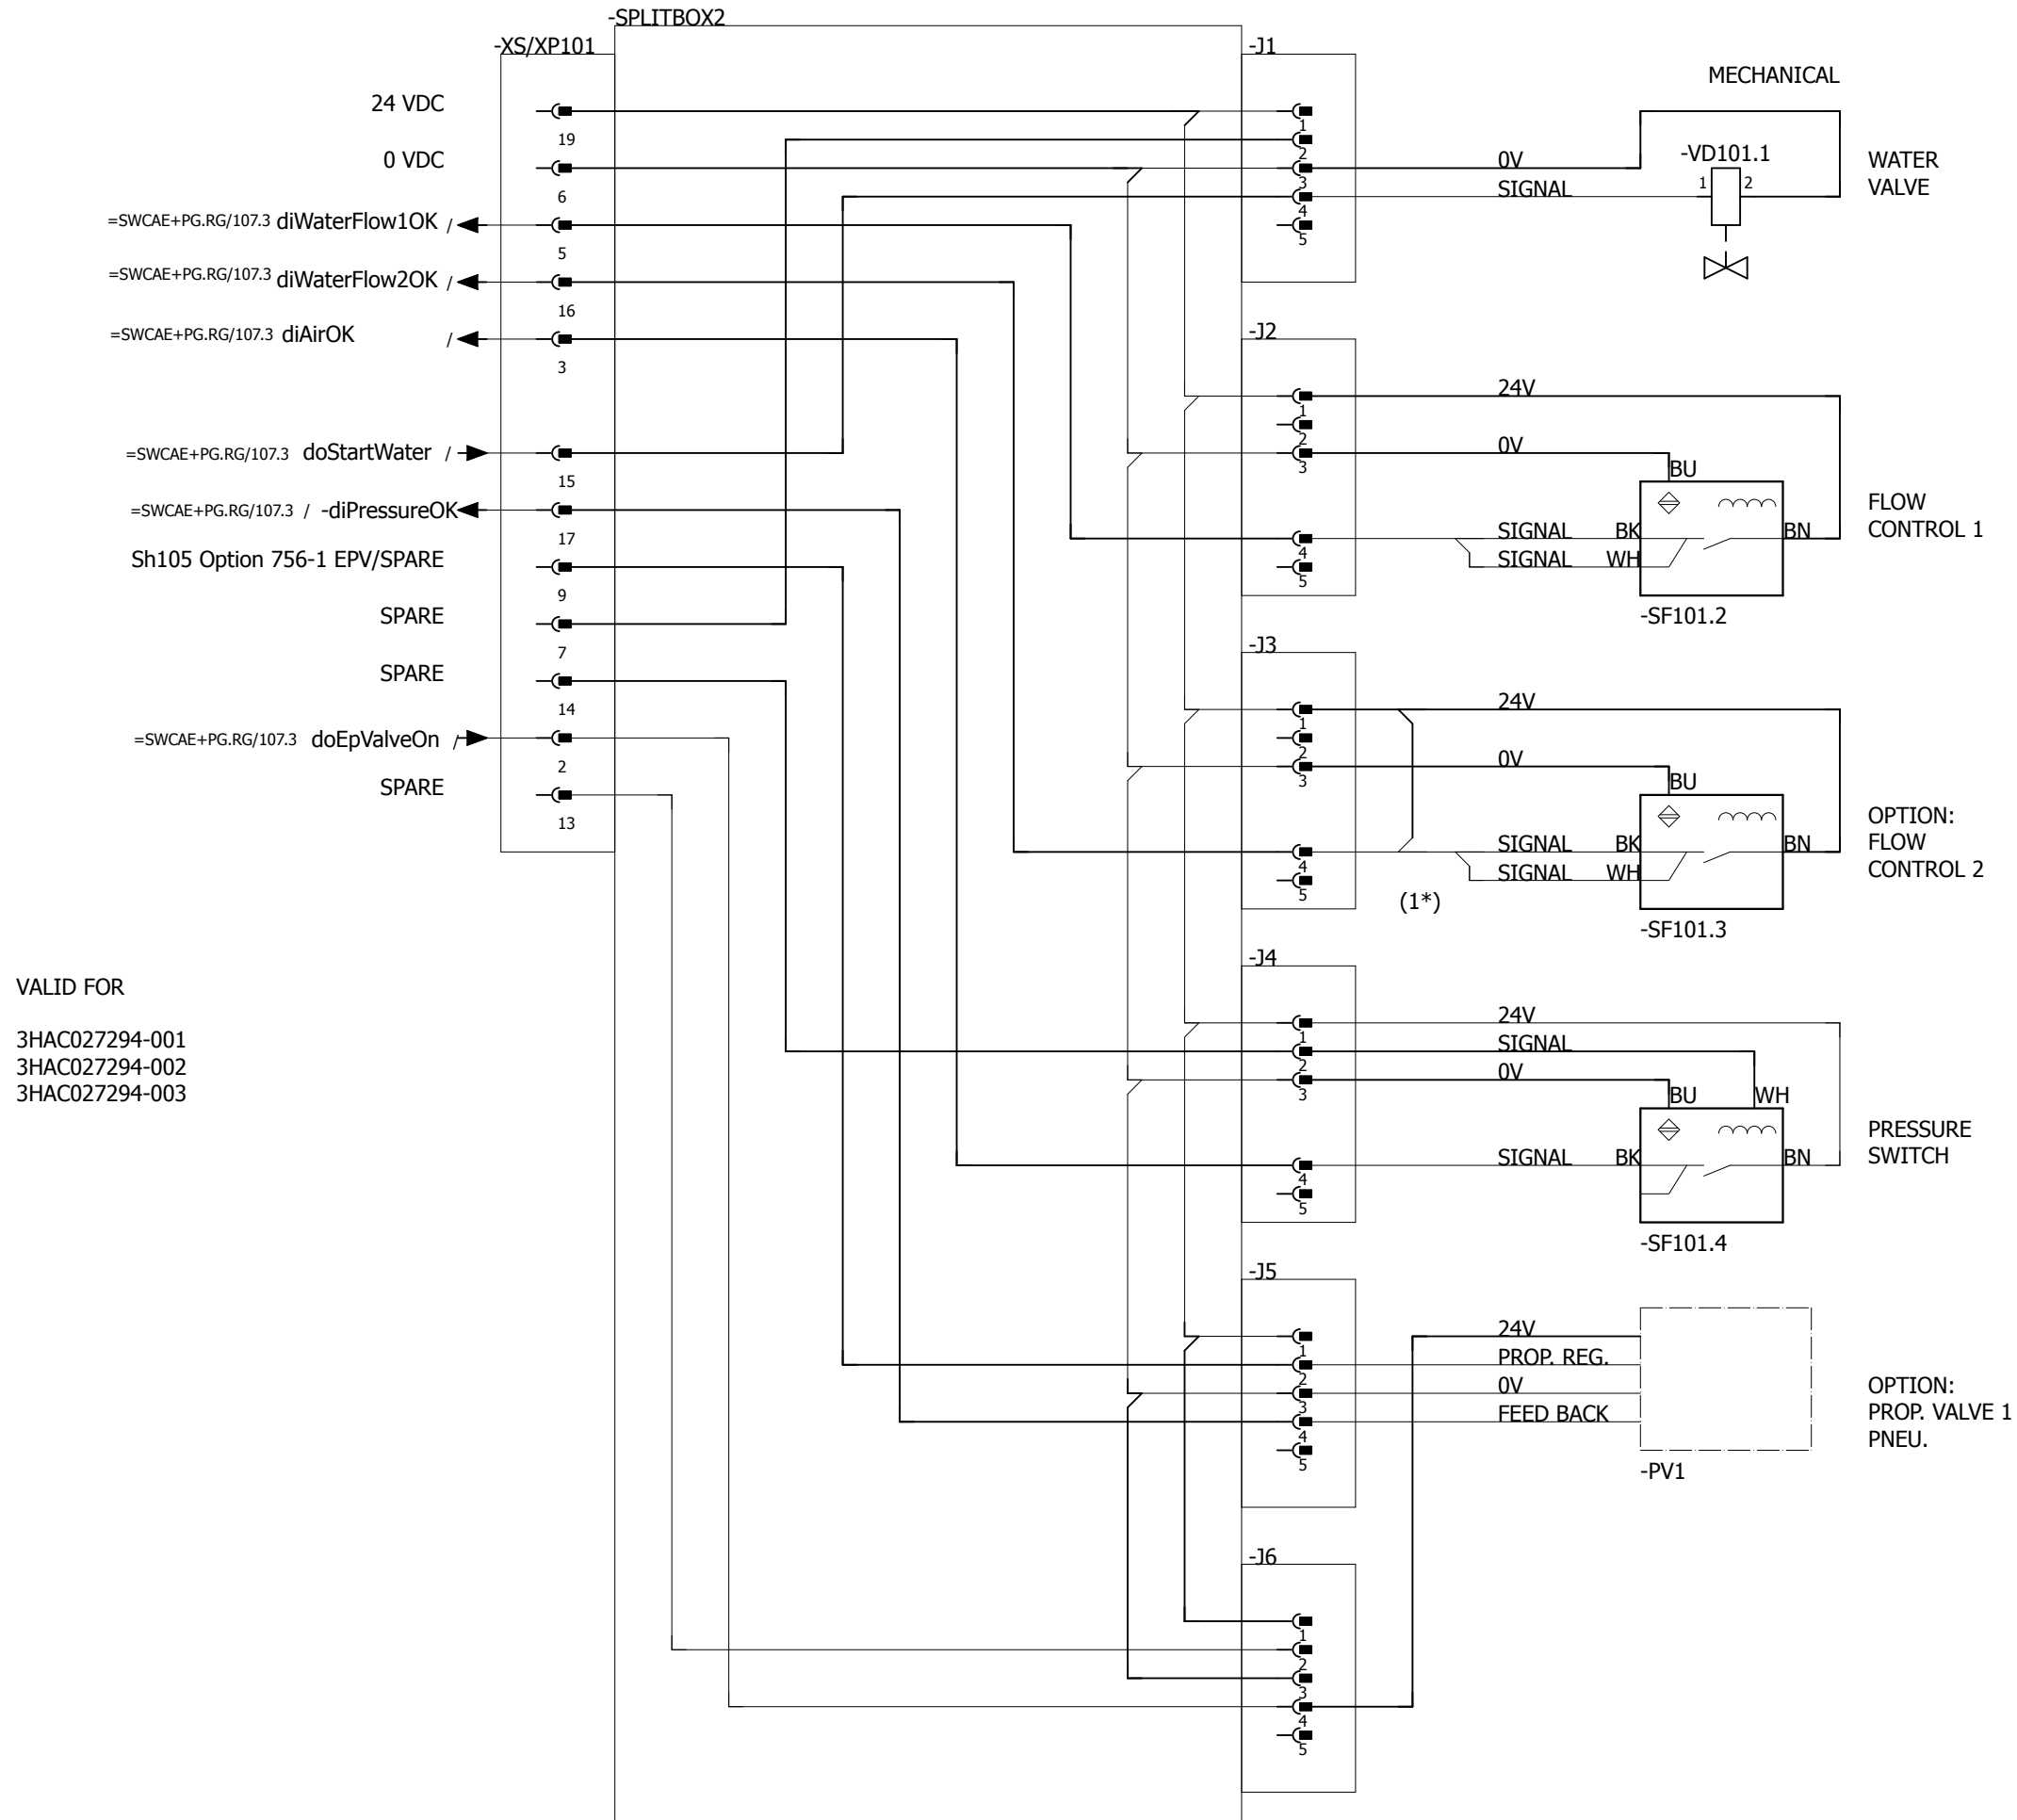 -SPLITBOX2
-XS/XP101
-J1
MECHANICAL
24 VDC
19
1
0 VDC
2
0V
-VD101.1
WATER
VALVE
6
3
SIGNAL
1
2
=SWCAE+PG.RG/107.3 diWaterFlow1OK /
4
5
5
=SWCAE+PG.RG/107.3 diWaterFlow2OK /
16
=SWCAE+PG.RG/107.3 diAirOK /
3
-J2
24V
1
2
0V
3
BU
=SWCAE+PG.RG/107.3 doStartWater /
15
=SWCAE+PG.RG/107.3 / -diPressureOK
17
FLOW
CONTROL 1
SIGNAL BK
BN
4
SIGNAL WH
5
-SF101.2
Sh105 Option 756-1 EPV/SPARE
9
SPARE
7
SPARE
14
=SWCAE+PG.RG/107.3 doEpValveOn /
2
SPARE
13
-J3
24V
1
2
0V
3
BU
OPTION:
FLOW
CONTROL 2
SIGNAL BK
BN
4
SIGNAL WH
5
(1*)
-SF101.3
VALID FOR
3HAC027294-001
3HAC027294-002
3HAC027294-003
-J4
24V
1
SIGNAL
2
0V
3
BU
WH
PRESSURE
SWITCH
SIGNAL BK
BN
4
5
-SF101.4
-J5
24V
1
PROP. REG.
2
0V
3
FEED BACK
4
5
OPTION:
PROP. VALVE 1
PNEU.
-PV1
-J6
1
2
3
4
5